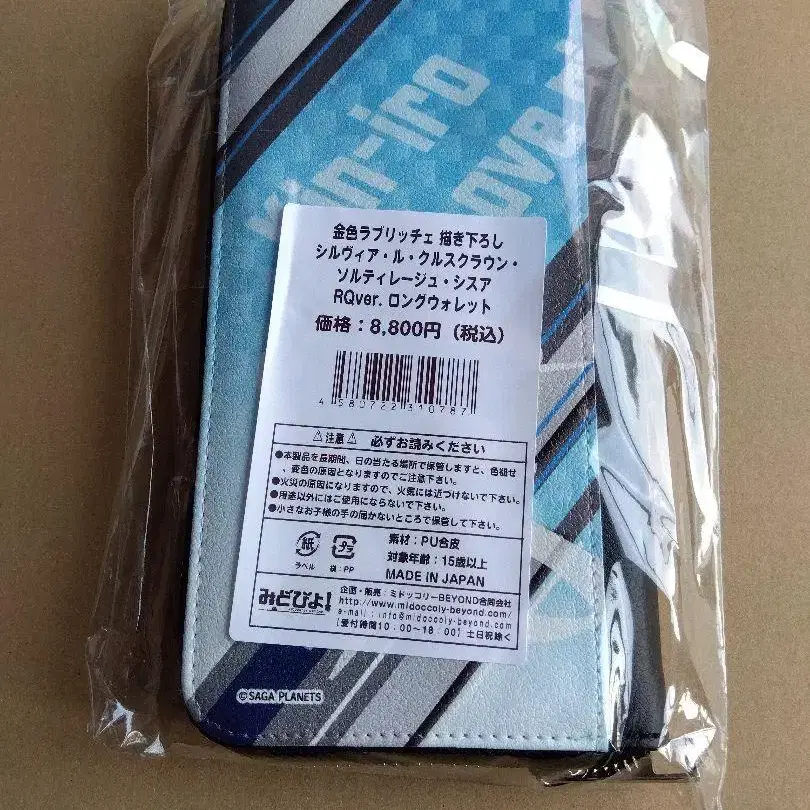 kin-iro
金色ラブリッチェ 描き下ろし
シルヴィア・ル・クルスクラウン・
ソルティレージュ・シスア
RQver. ロングウォレット
価格：8,800円（税込）
4 580722 310787
⚠注意⚠ 必ずお読みください
●本製品を長期間、日の当たる場所で保管しますと、色褪せ
、変色の原因となりますのでご注意下さい。
●火災の原因になりますので、火気には近づけないで下さい。
●用途以外にはご使用にならないで下さい。
●小さなお子様の手の届かないところで保管して下さい。
紙
ラベル
プラ
袋：PP
素材：PU合皮
対象年齢：15歳以上
MADE IN JAPAN
みどびよ!
企画・販売：ミドッコリーBEYOND合同会社
http://www.midoccoly-beyond.com/
e-mail：info@midoccoly-beyond.com
(受付時間10：00〜18：00) 土日祝除く
©SAGA PLANETS